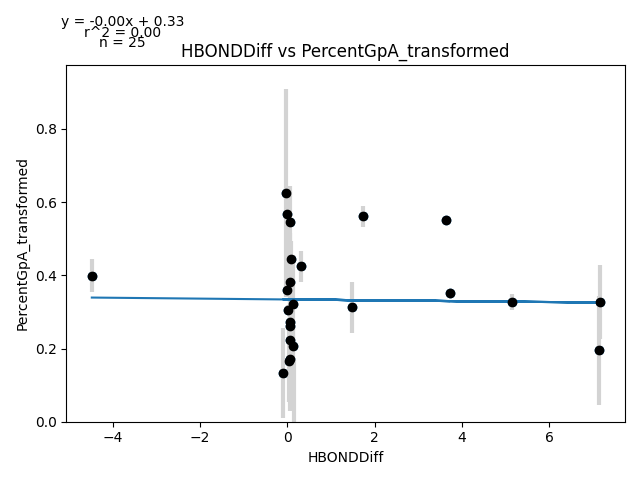 y = -0.00x + 0.33
r^2 = 0.00
n = 25
HBONDDiff vs PercentGpA_transformed
PercentGpA_transformed
0.8
0.6
0.4
0.2
0.0
−4
−2
0
2
4
6
HBONDDiff